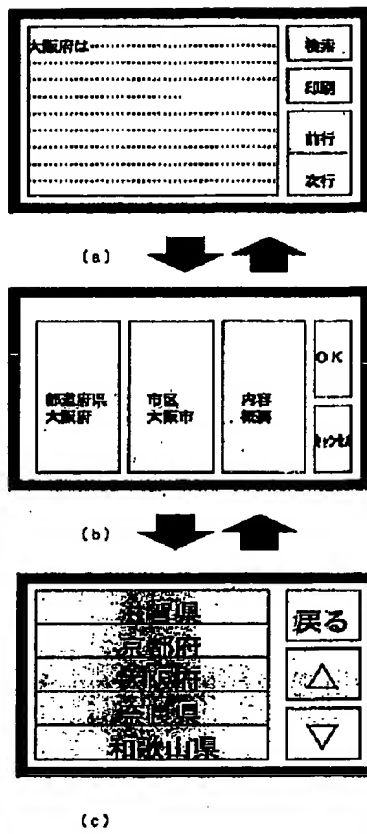 大阪府は
検索
印刷
前行
次行
(a)
都道府県
大阪府
市区
大阪市
内容
概要
OK
キャンセル
(b)
滋賀県
京都府
大阪府
奈良県
和歌山県
戻る
△
▽
(c)